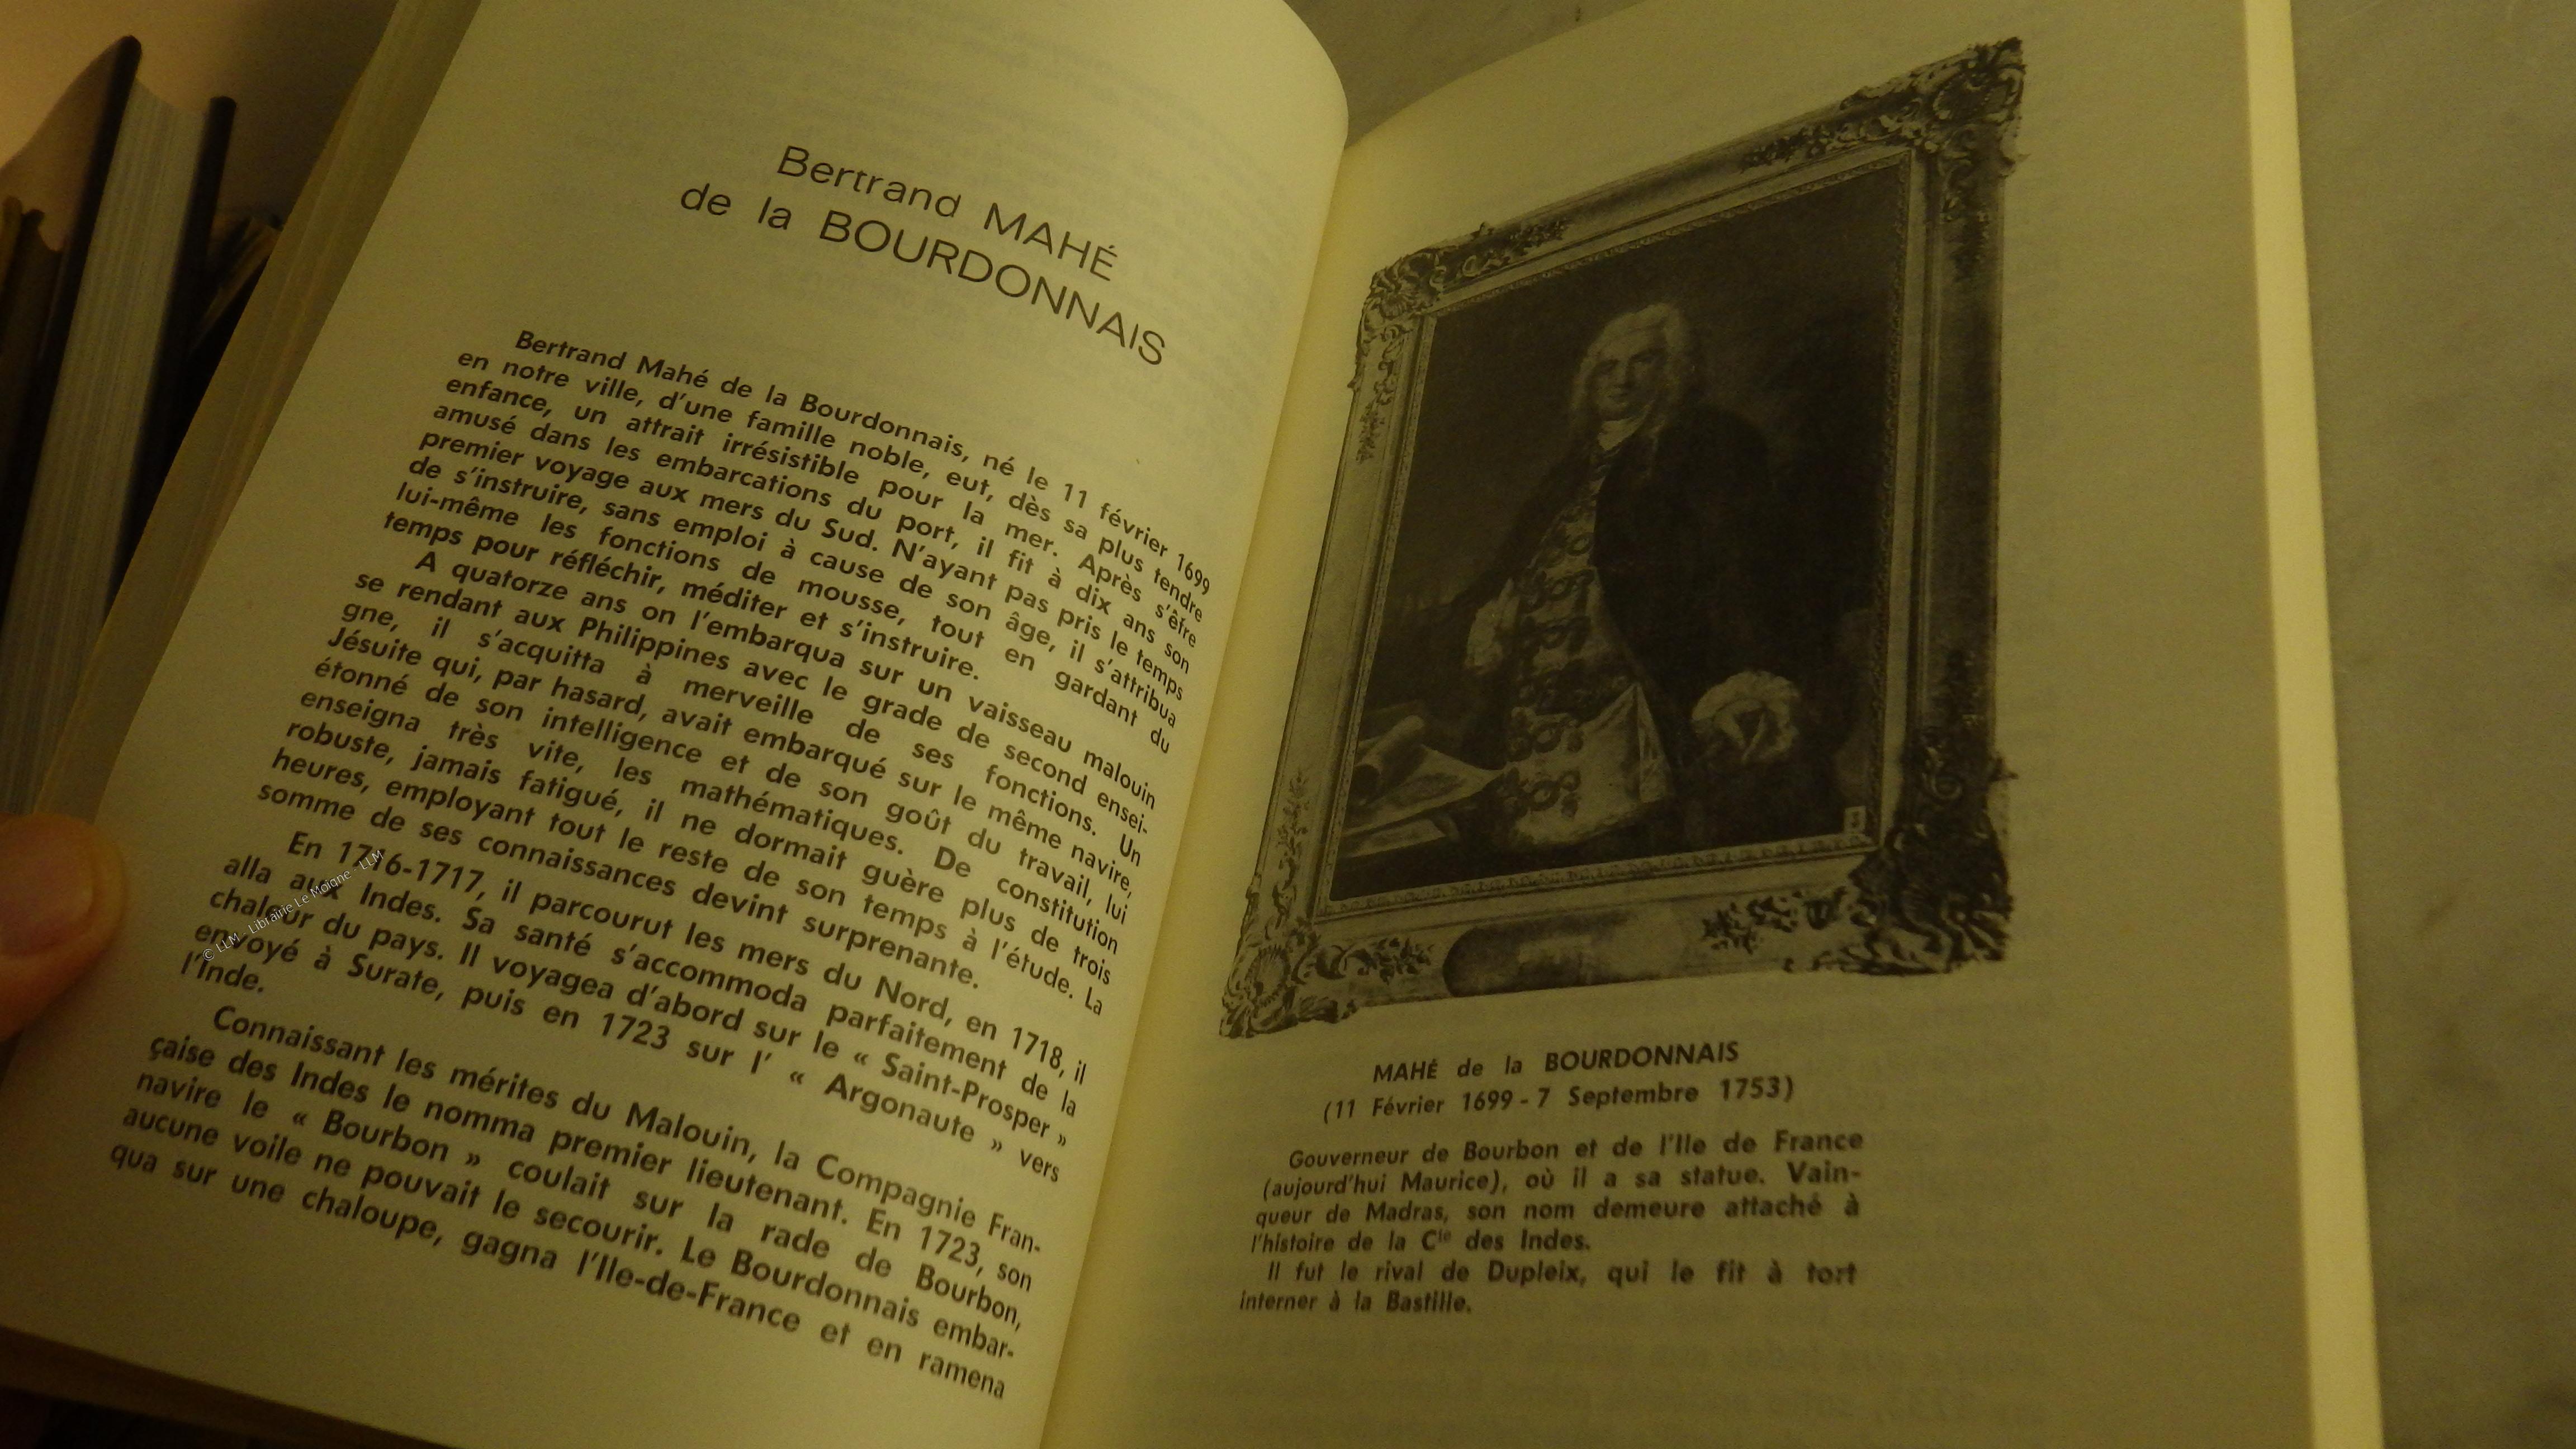 Bertrand MAHÉ
de la BOURDONNAIS
Bertrand Mahé de la Bourdonnais, né le 11 février 1699
en notre ville, d'une famille noble, eut, dès sa plus tendre
enfance, un attrait irrésistible pour la mer. Après s'être
amusé dans les embarcations du port, il fit à dix ans son
premier voyage aux mers du Sud. N'ayant pas pris le temps
de s'instruire, sans emploi à cause de son âge, il s'attribua
lui-même les fonctions de mousse, tout en gardant du
temps pour réfléchir, méditer et s'instruire.
A quatorze ans on l'embarqua sur un vaisseau malouin
se rendant aux Philippines avec le grade de second ensei-
gne, il s'acquitta à merveille de ses fonctions. Un
Jésuite qui, par hasard, avait embarqué sur le même navire,
étonné de son intelligence et de son goût du travail, lui
enseigna très vite, les mathématiques. De constitution
robuste, jamais fatigué, il ne dormait guère plus de trois
heures, employant tout le reste de son temps à l'étude. La
somme de ses connaissances devint surprenante.
En 1716-1717, il parcourut les mers du Nord, en 1718, il
alla aux Indes. Sa santé s'accommoda parfaitement de la
chaleur du pays. Il voyagea d'abord sur le « Saint-Prosper »
envoyé à Surate, puis en 1723 sur l' « Argonaute » vers
l'Inde.
Connaissant les mérites du Malouin, la Compagnie Fran-
çaise des Indes le nomma premier lieutenant. En 1723, son
navire le « Bourbon » coulait sur la rade de Bourbon,
aucune voile ne pouvait le secourir. Le Bourdonnais embar-
qua sur une chaloupe, gagna l'Ile-de-France et en ramena
© LLM - Librairie Le Moigne - LLM
MAHÉ de la BOURDONNAIS
(11 Février 1699 - 7 Septembre 1753)
Gouverneur de Bourbon et de l'Ile de France
(aujourd'hui Maurice), où il a sa statue. Vain-
queur de Madras, son nom demeure attaché à
l'histoire de la Cie des Indes.
Il fut le rival de Dupleix, qui le fit à tort
interner à la Bastille.